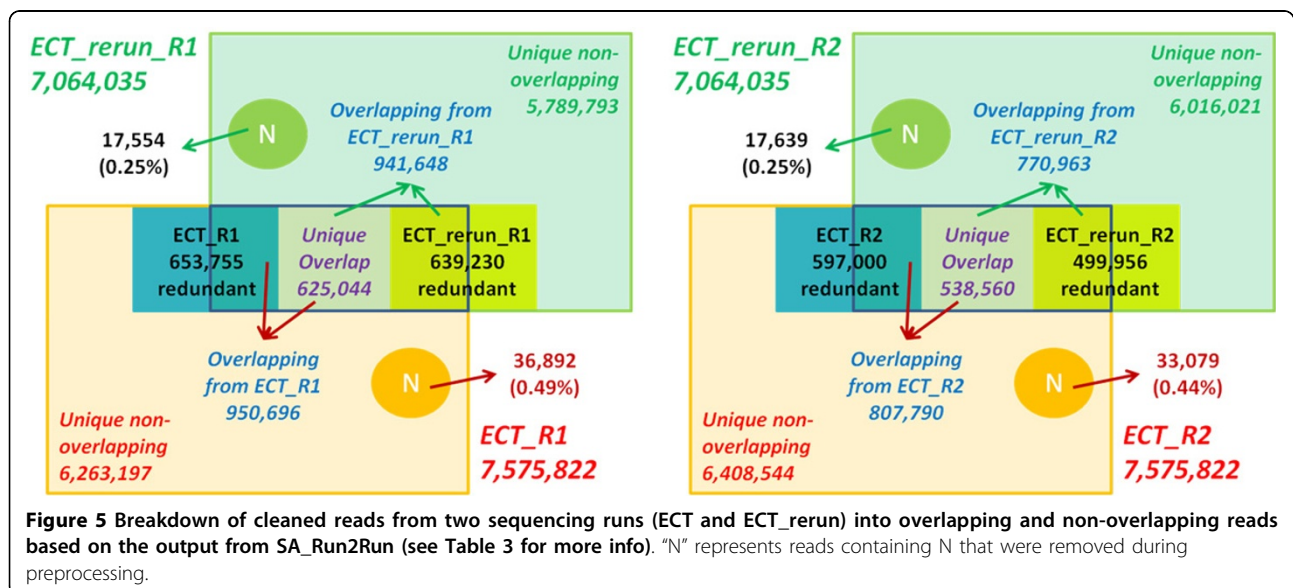 ECT_rerun_R1
7,064,035
Unique non-
overlapping
5,789,793
N
17,554
(0.25%)
Overlapping from
ECT_rerun_R1
941,648
ECT_R1
653,755
redundant
Unique
Overlap
625,044
ECT_rerun_R1
639,230
redundant
Overlapping
from ECT_R1
950,696
N
36,892
(0.49%)
Unique non-
overlapping
6,263,197
ECT_R1
7,575,822
ECT_rerun_R2
7,064,035
Unique non-
overlapping
6,016,021
N
17,639
(0.25%)
Overlapping from
ECT_rerun_R2
770,963
ECT_R2
597,000
redundant
Unique
Overlap
538,560
ECT_rerun_R2
499,956
redundant
Overlapping
from ECT_R2
807,790
N
33,079
(0.44%)
Unique non-
overlapping
6,408,544
ECT_R2
7,575,822
Figure 5 Breakdown of cleaned reads from two sequencing runs (ECT and ECT_rerun) into overlapping and non-overlapping reads
based on the output from SA_Run2Run (see Table 3 for more info). "N" represents reads containing N that were removed during
preprocessing.